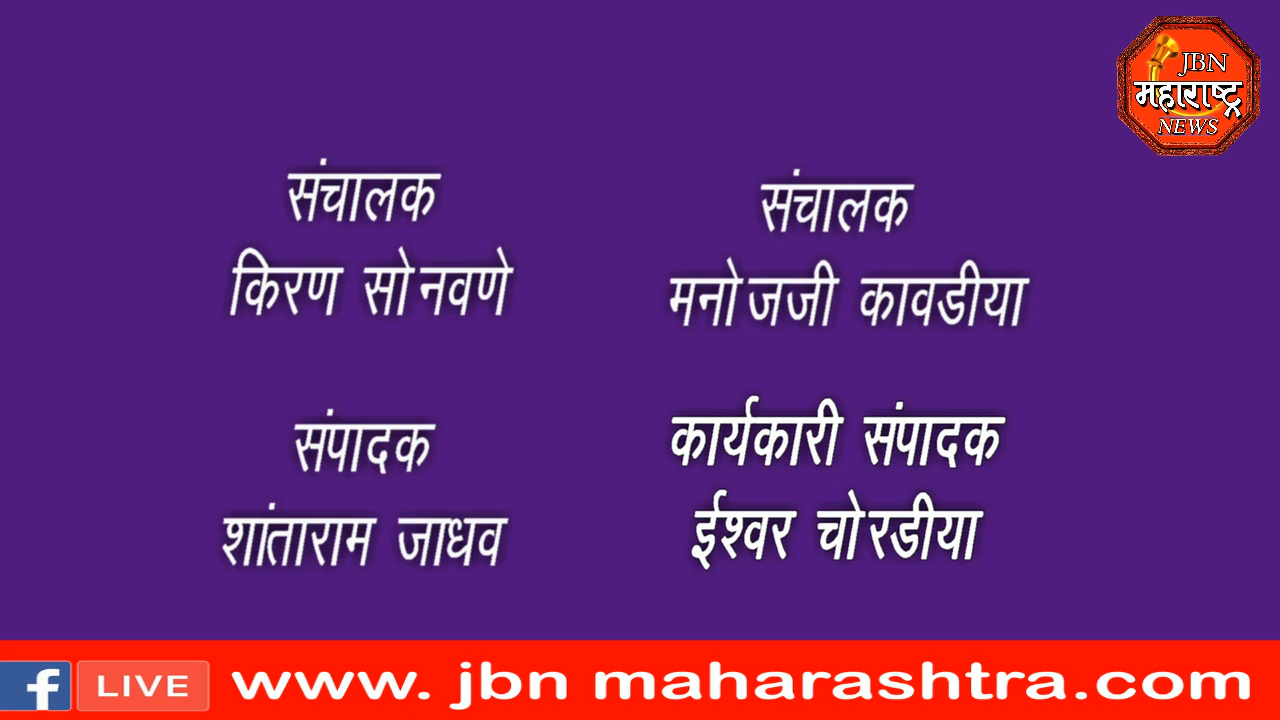 JBN
महाराष्ट्र
NEWS
संचालक
किरण सोनवणे
संचालक
मनोजजी कावडीया
संपादक
शांताराम जाधव
कार्यकारी संपादक
ईश्वर चोरडीया
f LIVE www. jbn maharashtra.com